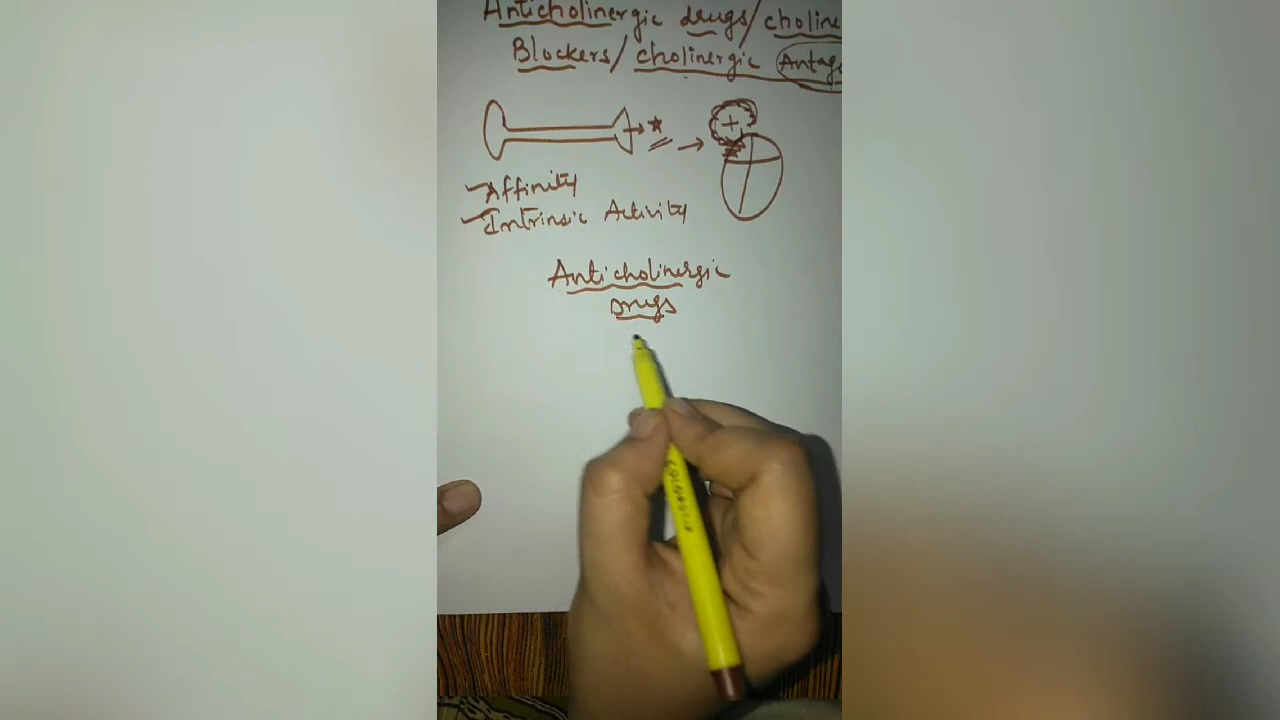 Anticholinergic drugs/choline
Blockers/cholinergic Antag
Affinity
Intrinsic Activity
Anticholinergic
Drugs